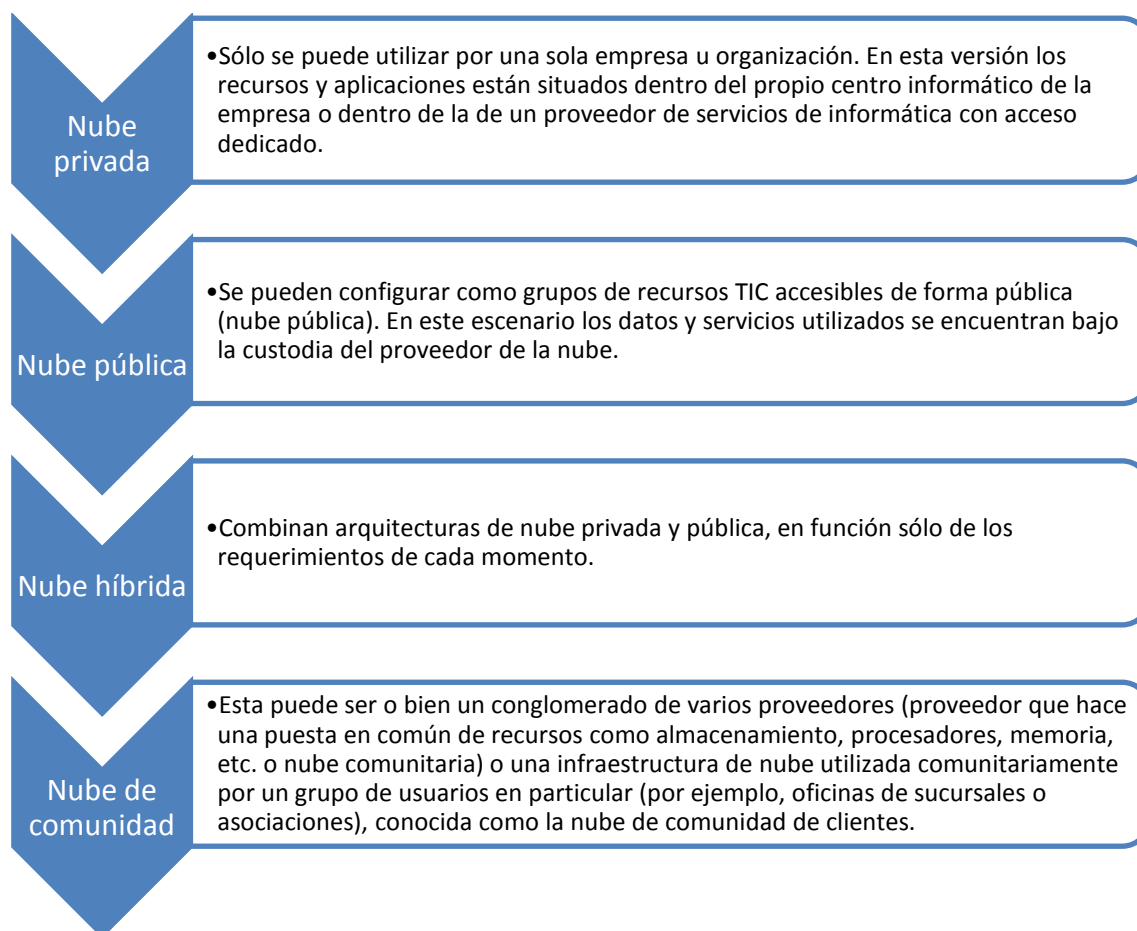 Nube
privada
•Sólo se puede utilizar por una sola empresa u organización. En esta versión los
recursos y aplicaciones están situados dentro del propio centro informático de la
empresa o dentro de la de un proveedor de servicios de informática con acceso
dedicado.
Nube pública
•Se pueden configurar como grupos de recursos TIC accesibles de forma pública
(nube pública). En este escenario los datos y servicios utilizados se encuentran bajo
la custodia del proveedor de la nube.
Nube híbrida
•Combinan arquitecturas de nube privada y pública, en función sólo de los
requerimientos de cada momento.
Nube de
comunidad
•Esta puede ser o bien un conglomerado de varios proveedores (proveedor que hace
una puesta en común de recursos como almacenamiento, procesadores, memoria,
etc. o nube comunitaria) o una infraestructura de nube utilizada comunitariamente
por un grupo de usuarios en particular (por ejemplo, oficinas de sucursales o
asociaciones), conocida como la nube de comunidad de clientes.